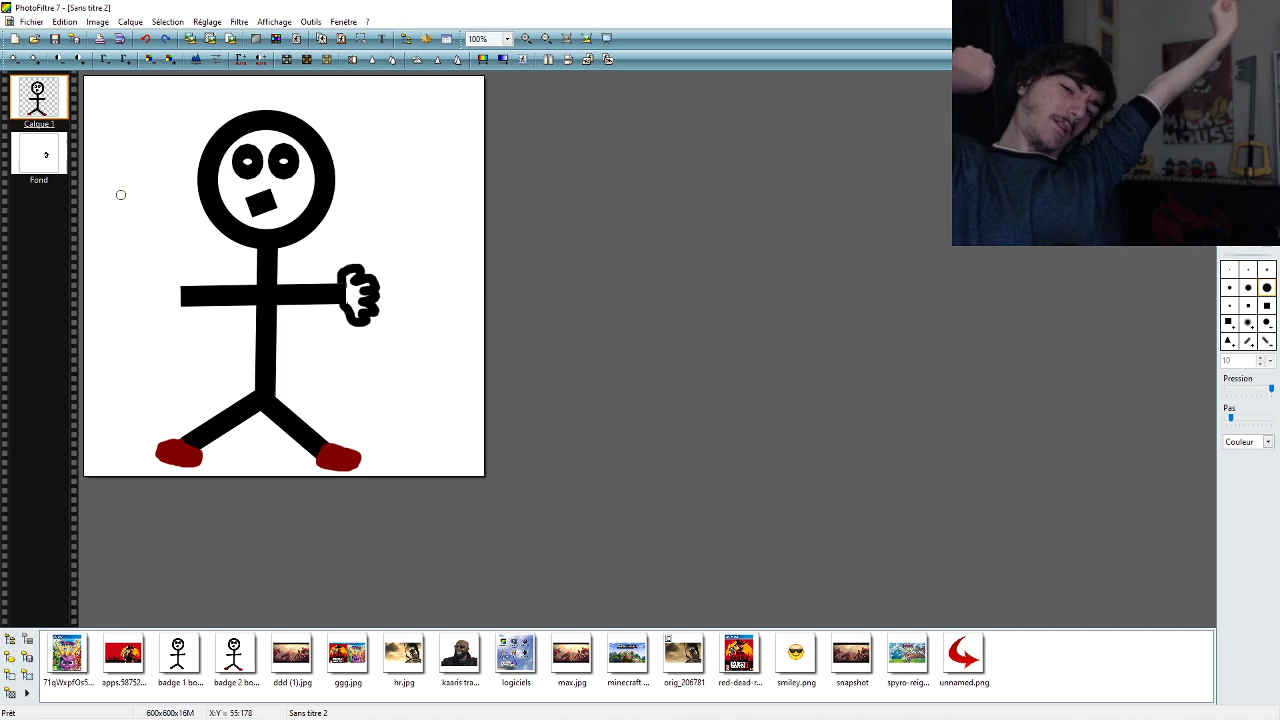 PhotoFiltre 7 - [Sans titre 2]
Fichier Edition Image Calque Sélection Réglage Filtre Affichage Outils Fenêtre ?
100%
Calque 1
Fond
MICKEY
MOUSE
10
Pression
Pas
Couleur
71qWxpfOs5... apps.58752... badge 1 bo... badge 2 bo... ddd (1).jpg ggg.jpg hr.jpg kaaris tra... logiciels max.jpg minecraft ... orig_206781 red-dead-r... smiley.png snapshot spyro-reig... unnamed.png
Prêt 600x600x16M X:Y = 55:178 Sans titre 2